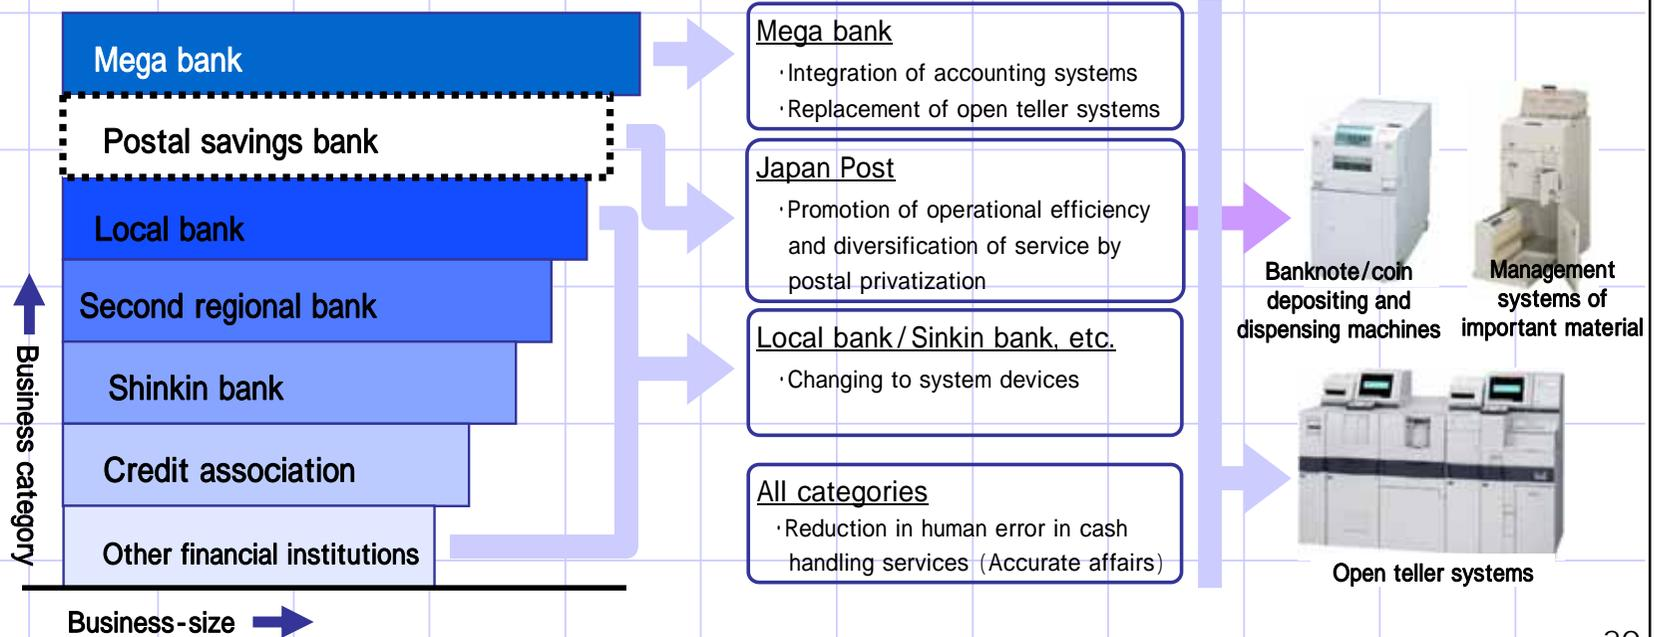 Mega bank
Postal savings bank
Local bank
Second regional bank
Shinkin bank
Credit association
Other financial institutions
Business category
Business-size
Mega bank
・Integration of accounting systems
・Replacement of open teller systems
Japan Post
・Promotion of operational efficiency
and diversification of service by
postal privatization
Local bank/Sinkin bank, etc.
・Changing to system devices
All categories
・Reduction in human error in cash
handling services (Accurate affairs)
Banknote/coin
depositing and
dispensing machines
Management
systems of
important material
Open teller systems